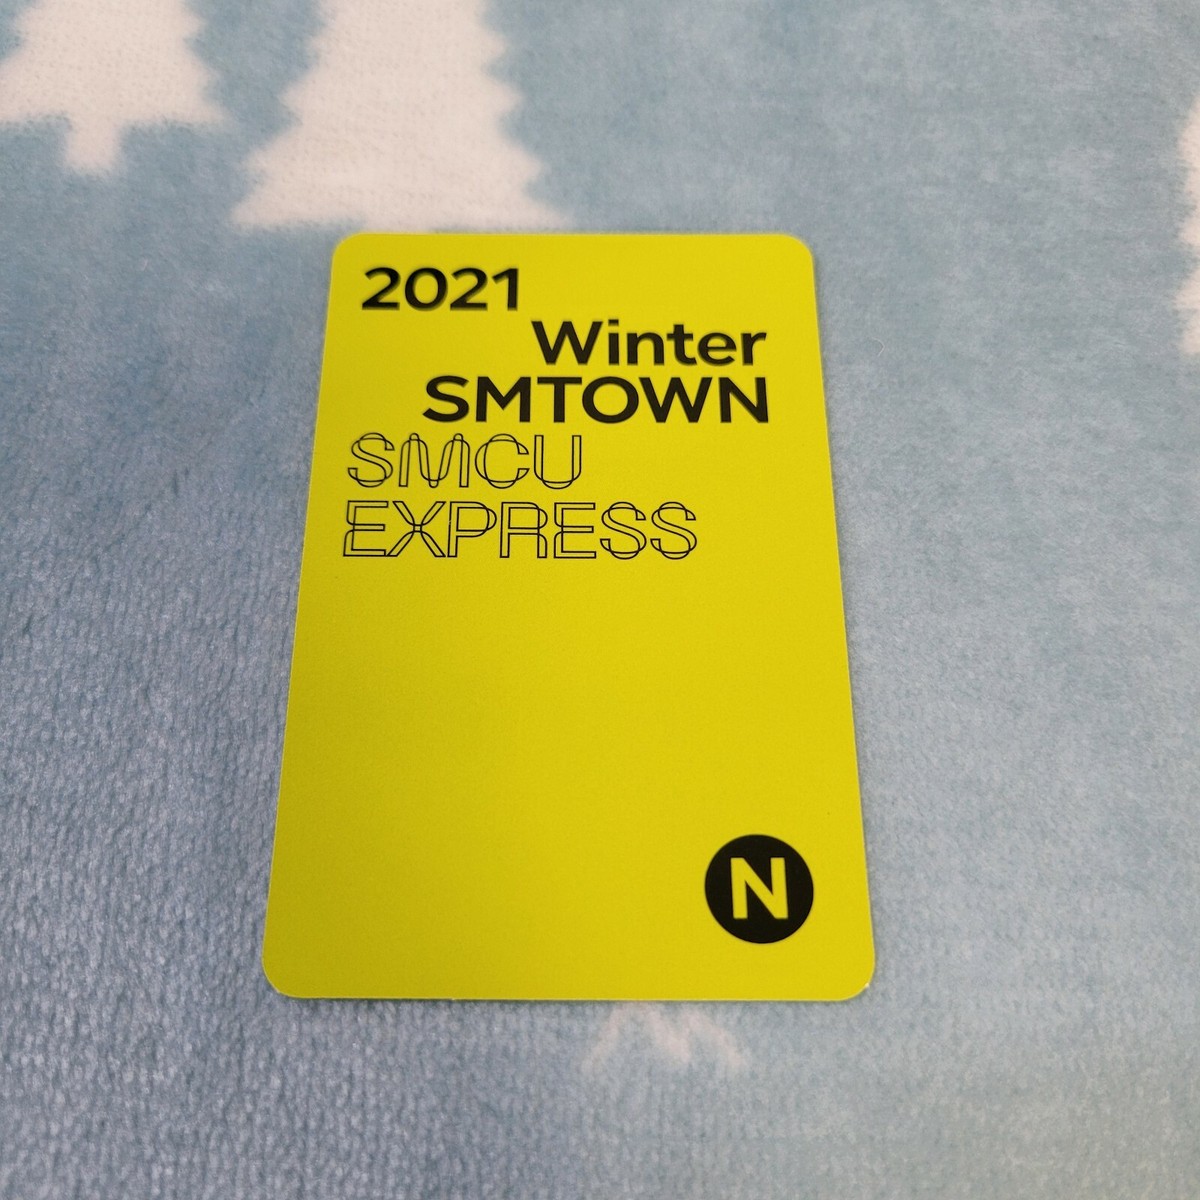 2021
Winter
SMTOWN
SMCU
EXPRESS
N